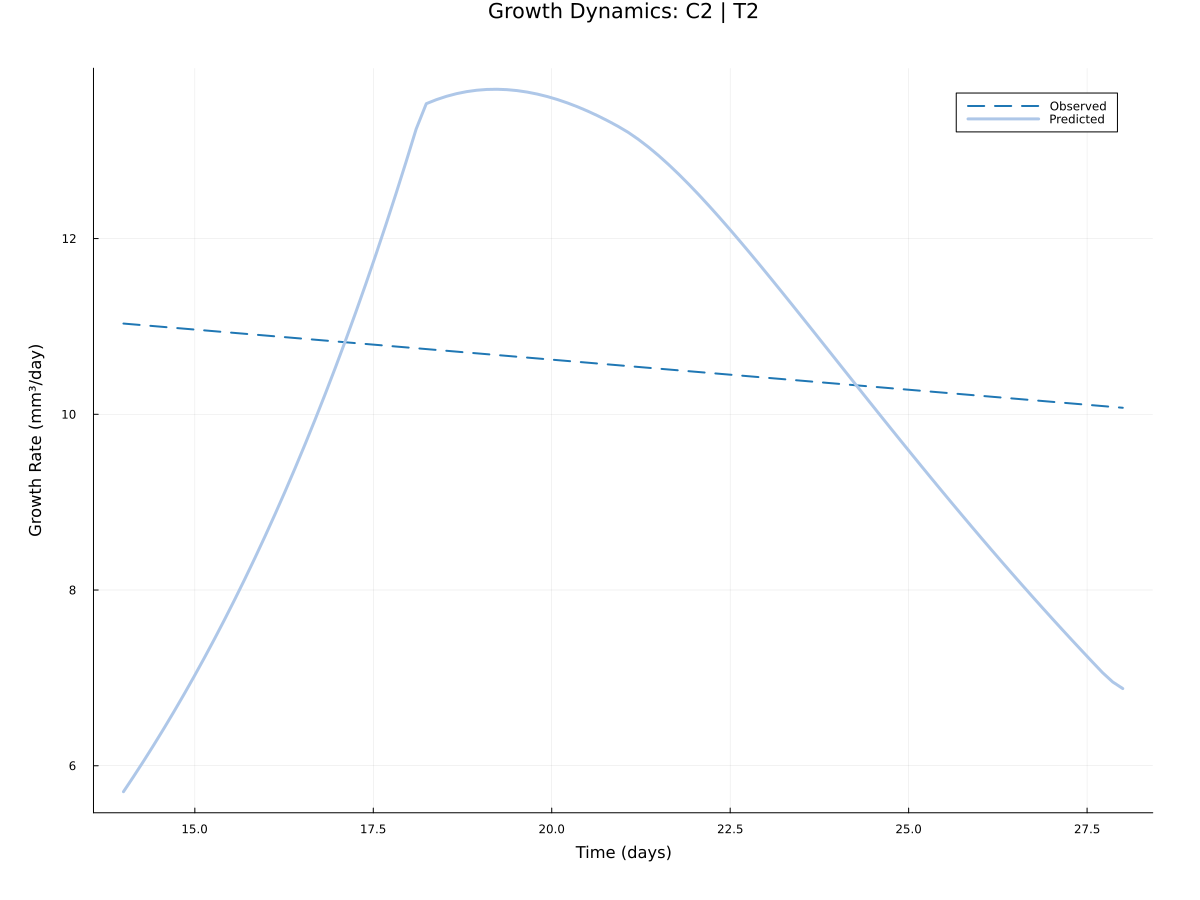 Growth Dynamics: C2 | T2
Observed
Predicted
12
10
8
6
Growth Rate (mm³/day)
15.0 17.5 20.0 22.5 25.0 27.5
Time (days)